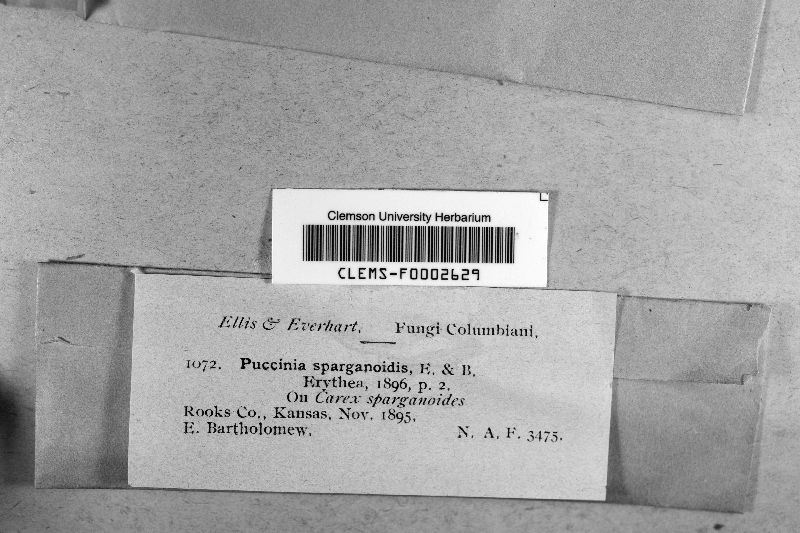 Clemson University Herbarium
CLEMS-F0002629
Ellis & Everhart, Fungi Columbiani,
1072. Puccinia sparganoidis, E. & B.
Erythea, 1896, p. 2,
On Carex sparganoides
Rooks Co., Kansas, Nov. 1895,
E. Bartholomew, N. A. F. 3475.